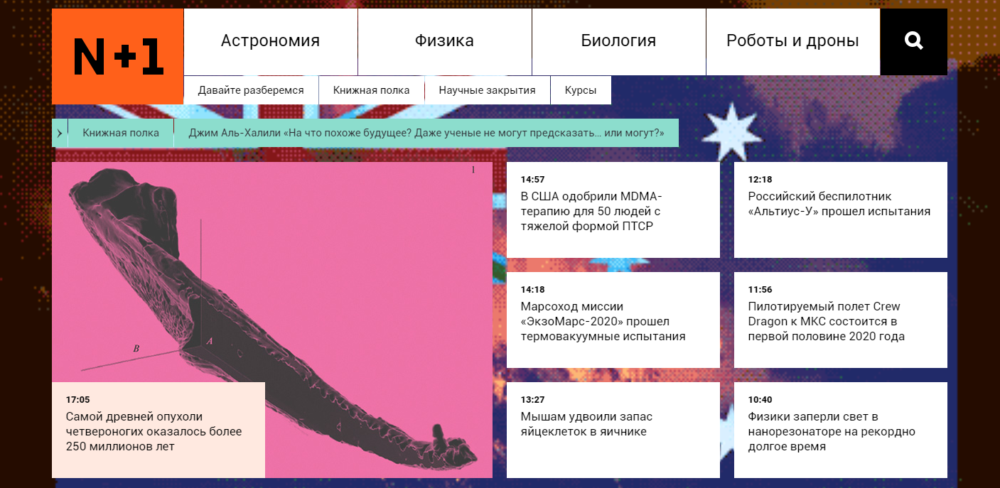 N+1
Астрономия
Физика
Биология
Роботы и дроны
Давайте разберемся
Книжная полка
Научные закрытия
Курсы
Книжная полка
Джим Аль-Халили «На что похоже будущее? Даже ученые не могут предсказать… или могут?»
1
B
A
17:05
Самой древней опухоли
четвероногих оказалось более
250 миллионов лет
14:57
В США одобрили MDMA-
терапию для 50 людей с
тяжелой формой ПТСР
12:18
Российский беспилотник
«Альтиус-У» прошел испытания
14:18
Марсоход миссии
«ЭкзоМарс-2020» прошел
термовакуумные испытания
11:56
Пилотируемый полет Crew
Dragon к МКС состоится в
первой половине 2020 года
13:27
Мышам удвоили запас
яйцеклеток в яичнике
10:40
Физики заперли свет в
нанорезонаторе на рекордно
долгое время